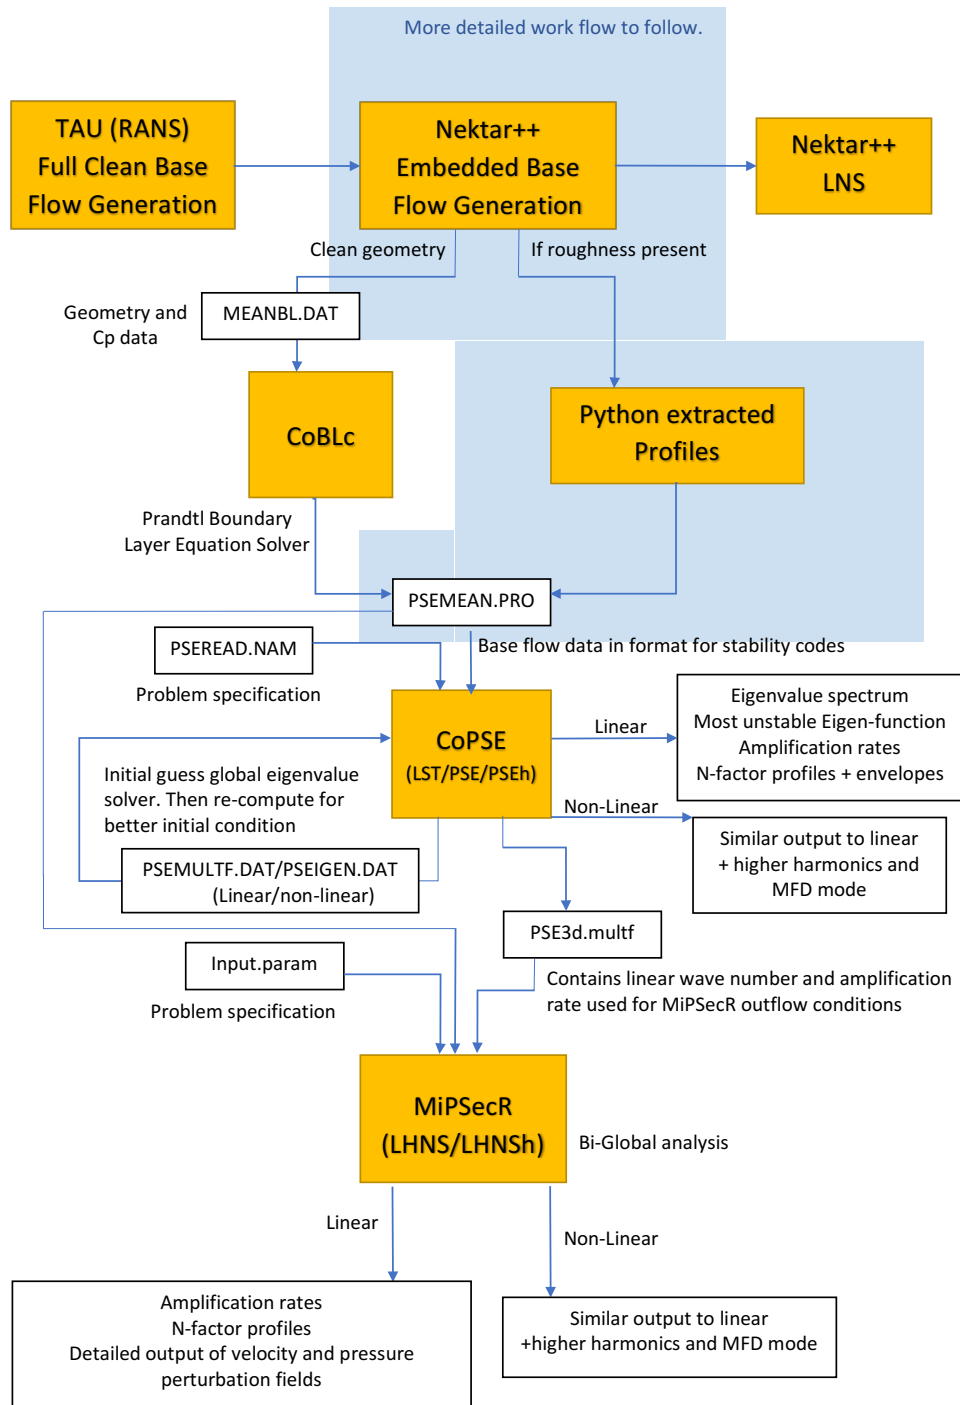 More detailed work flow to follow.
TAU (RANS)
Full Clean Base
Flow Generation
Nektar++
Embedded Base
Flow Generation
Nektar++
LNS
Clean geometry
If roughness present
Geometry and
Cp data
MEANBL.DAT
CoBLc
Python extracted
Profiles
Prandtl Boundary
Layer Equation Solver
PSEMEAN.PRO
PSEREAD.NAM
Base flow data in format for stability codes
Problem specification
CoPSE
(LST/PSE/PSEh)
Linear
Eigenvalue spectrum
Most unstable Eigen-function
Amplification rates
N-factor profiles + envelopes
Initial guess global eigenvalue
solver. Then re-compute for
better initial condition
Non-Linear
Similar output to linear
+ higher harmonics and
MFD mode
PSEMULTF.DAT/PSEIGEN.DAT
(Linear/non-linear)
PSE3d.multf
Input.param
Contains linear wave number and amplification
rate used for MiPSecR outflow conditions
Problem specification
MiPSecR
(LHNS/LHNSh)
Bi-Global analysis
Linear
Non-Linear
Amplification rates
N-factor profiles
Detailed output of velocity and pressure
perturbation fields
Similar output to linear
+higher harmonics and MFD mode